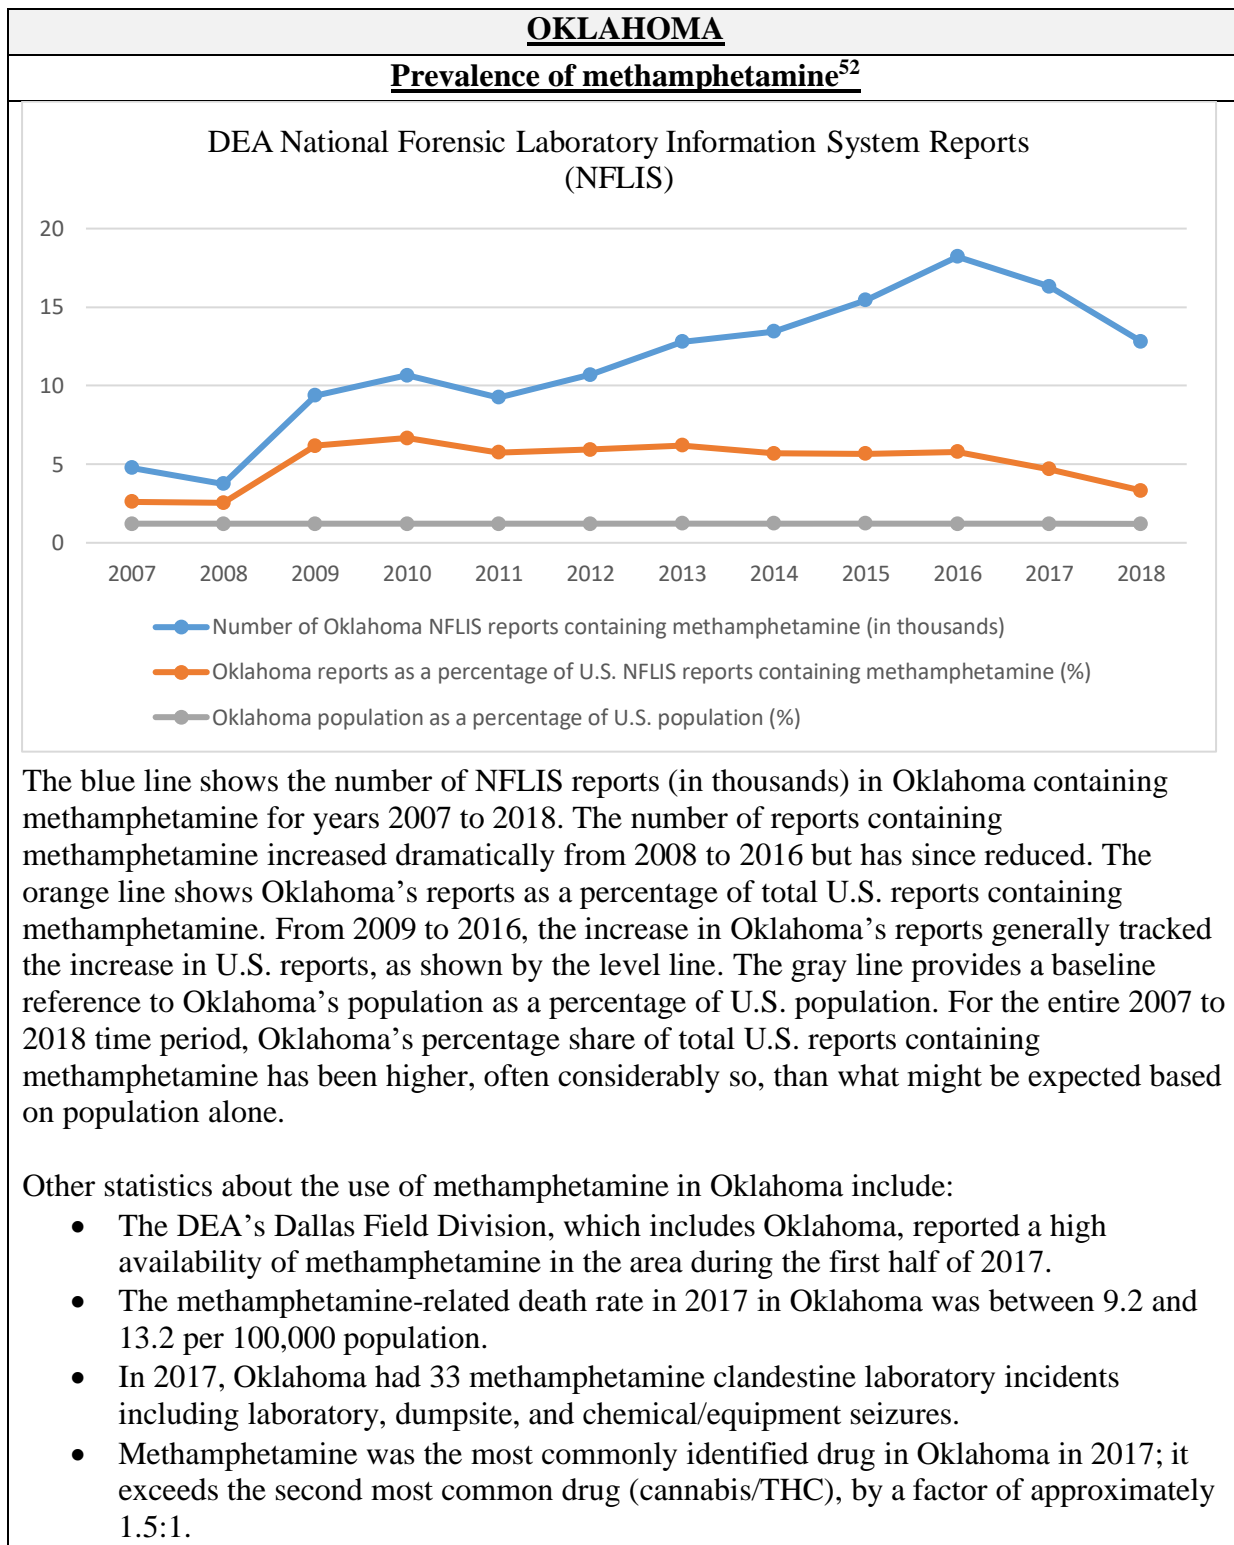 OKLAHOMA
Prevalence of methamphetamine52
DEA National Forensic Laboratory Information System Reports
(NFLIS)
20
15
10
5
0
2007 2008 2009 2010 2011 2012 2013 2014 2015 2016 2017 2018
Number of Oklahoma NFLIS reports containing methamphetamine (in thousands)
Oklahoma reports as a percentage of U.S. NFLIS reports containing methamphetamine (%)
Oklahoma population as a percentage of U.S. population (%)
The blue line shows the number of NFLIS reports (in thousands) in Oklahoma containing
methamphetamine for years 2007 to 2018. The number of reports containing
methamphetamine increased dramatically from 2008 to 2016 but has since reduced. The
orange line shows Oklahoma’s reports as a percentage of total U.S. reports containing
methamphetamine. From 2009 to 2016, the increase in Oklahoma’s reports generally tracked
the increase in U.S. reports, as shown by the level line. The gray line provides a baseline
reference to Oklahoma’s population as a percentage of U.S. population. For the entire 2007 to
2018 time period, Oklahoma’s percentage share of total U.S. reports containing
methamphetamine has been higher, often considerably so, than what might be expected based
on population alone.
Other statistics about the use of methamphetamine in Oklahoma include:
• The DEA’s Dallas Field Division, which includes Oklahoma, reported a high
availability of methamphetamine in the area during the first half of 2017.
• The methamphetamine-related death rate in 2017 in Oklahoma was between 9.2 and
13.2 per 100,000 population.
• In 2017, Oklahoma had 33 methamphetamine clandestine laboratory incidents
including laboratory, dumpsite, and chemical/equipment seizures.
• Methamphetamine was the most commonly identified drug in Oklahoma in 2017; it
exceeds the second most common drug (cannabis/THC), by a factor of approximately
1.5:1.